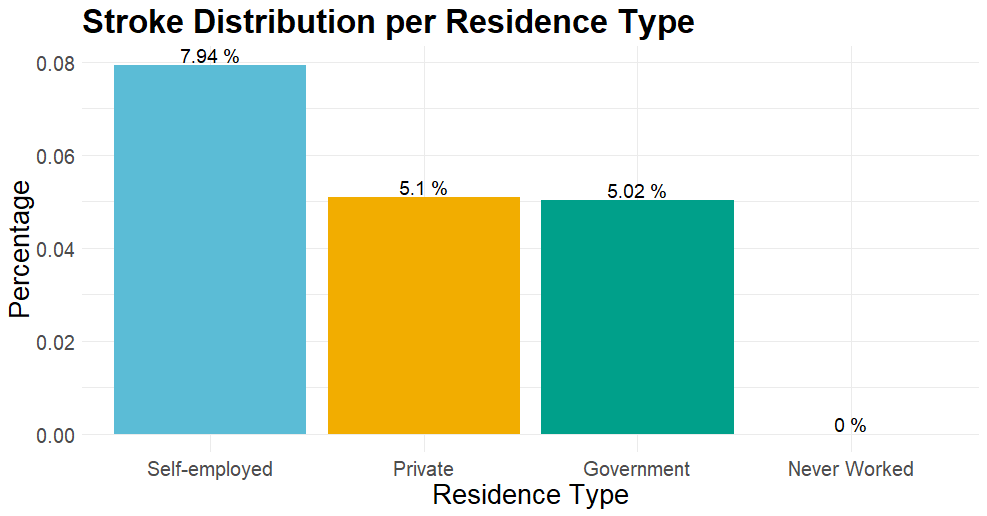 Stroke Distribution per Residence Type
Percentage
0.08
0.06
0.04
0.02
0.00
7.94 %
5.1 %
5.02 %
0 %
Self-employed
Private
Government
Never Worked
Residence Type